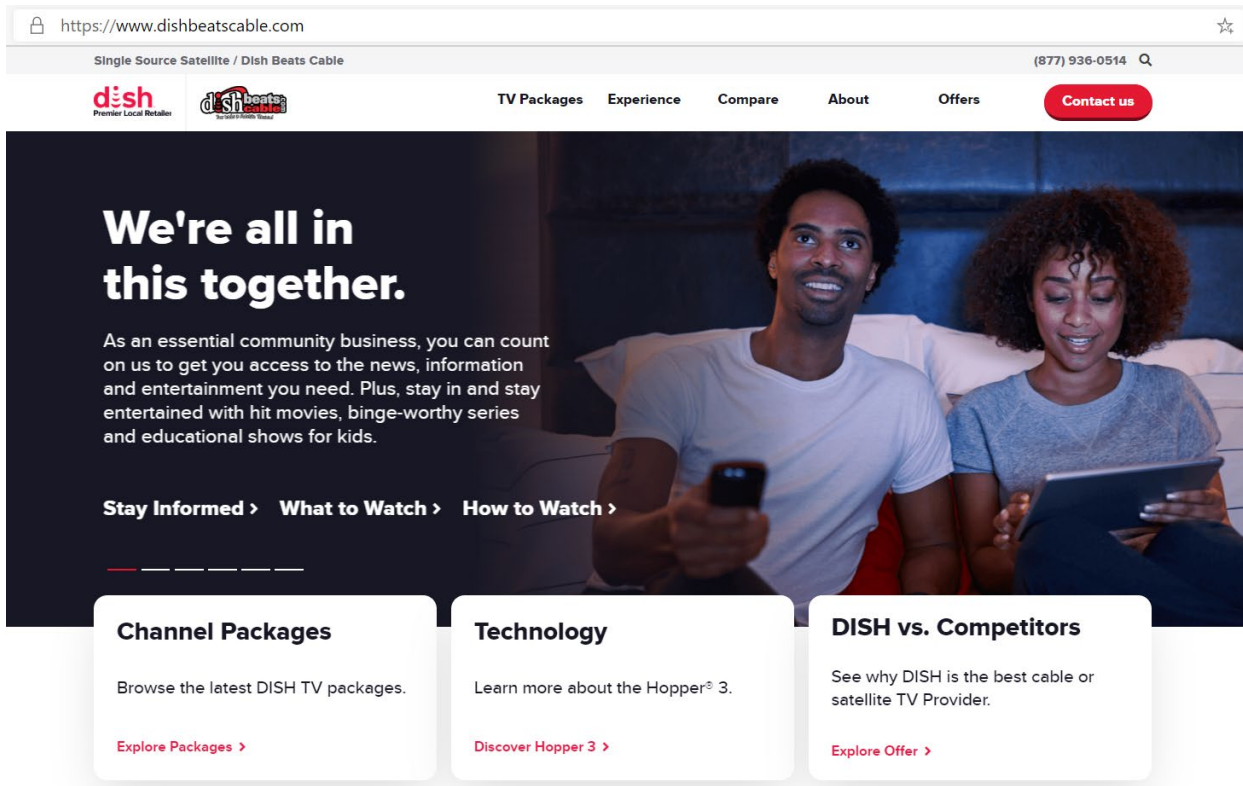 https://www.dishbeatscable.com
Single Source Satellite / Dish Beats Cable
(877) 936-0514
dish
Premier Local Retailer
dish beats cable
TV Packages
Experience
Compare
About
Offers
Contact us
We're all in
this together.
As an essential community business, you can count
on us to get you access to the news, information
and entertainment you need. Plus, stay in and stay
entertained with hit movies, binge-worthy series
and educational shows for kids.
Stay Informed >
What to Watch >
How to Watch >
Channel Packages
Browse the latest DISH TV packages.
Explore Packages >
Technology
Learn more about the Hopper® 3.
Discover Hopper 3 >
DISH vs. Competitors
See why DISH is the best cable or
satellite TV Provider.
Explore Offer >